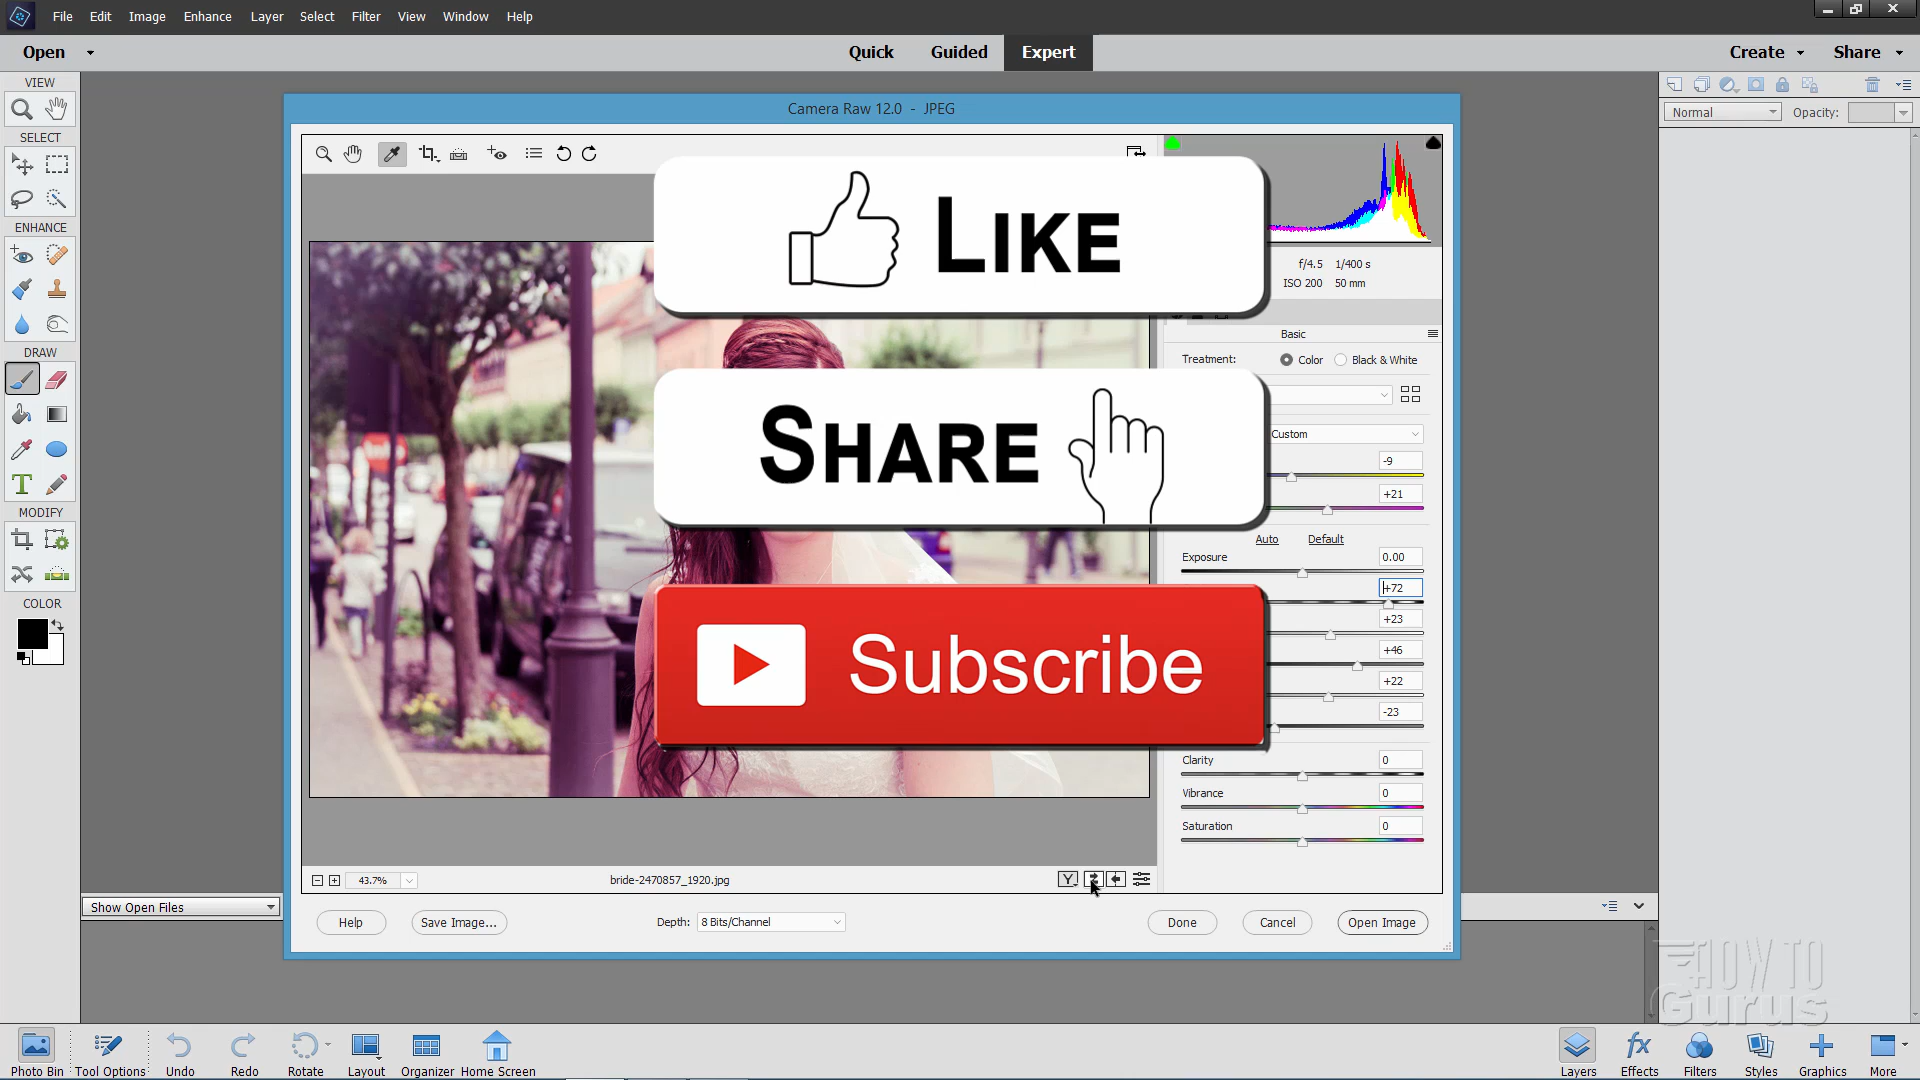 File Edit Image Enhance Layer Select Filter View Window Help
Open Quick Guided Expert Create Share
VIEW
SELECT
ENHANCE
DRAW
MODIFY
COLOR
Camera Raw 12.0 - JPEG
LIKE
SHARE
Subscribe
f/4.5 1/400 s
ISO 200 50 mm
Basic
Treatment: Color Black & White
Custom
-9
+21
Auto Default
Exposure 0.00
+72
+23
+46
+22
-23
Clarity 0
Vibrance 0
Saturation 0
43.7% bride-2470857_1920.jpg Y
Help Save Image... Depth: 8 Bits/Channel Done Cancel Open Image
Normal Opacity:
Show Open Files
HOW TO
Gurus
Photo Bin Tool Options Undo Redo Rotate Layout Organizer Home Screen
fx
Layers Effects Filters Styles Graphics More